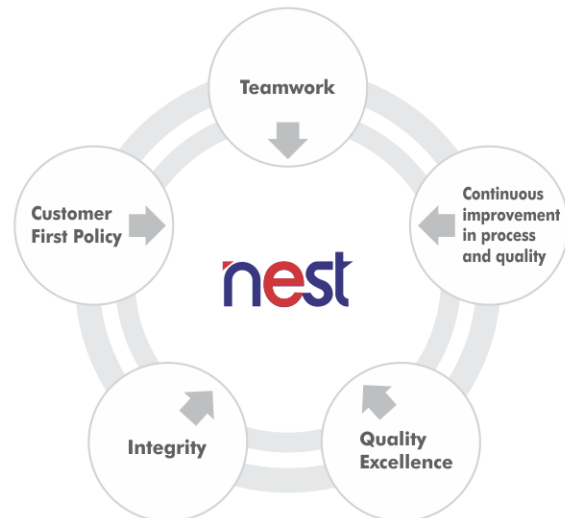 Teamwork
Continuous
improvement
in process
and quality
Customer
First Policy
nest
Integrity
Quality
Excellence